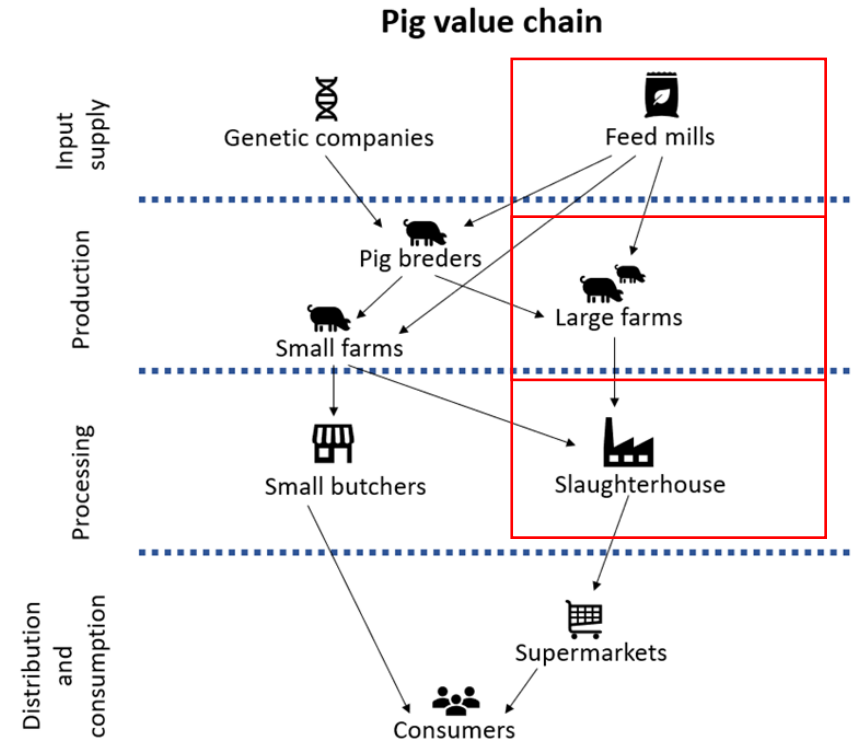 Pig value chain
Input
supply
Genetic companies
Feed mills
Production
Pig breders
Large farms
Small farms
Processing
Small butchers
Slaughterhouse
Distribution
and
consumption
Supermarkets
Consumers